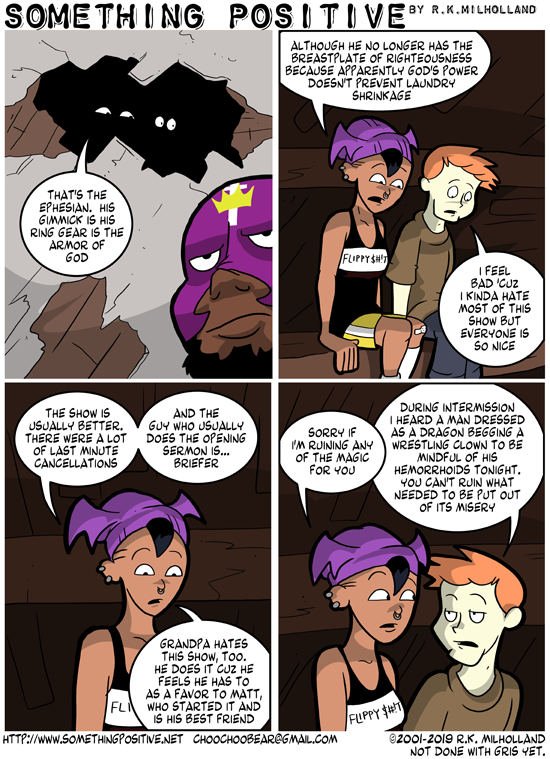 SOMETHING POSITIVE BY R.K.MILHOLLAND
THAT'S THE
EPHESIAN. HIS
GIMMICK IS HIS
RING GEAR IS THE
ARMOR OF
GOD
ALTHOUGH HE NO LONGER HAS THE
BREASTPLATE OF RIGHTEOUSNESS
BECAUSE APPARENTLY GOD'S POWER
DOESN'T PREVENT LAUNDRY
SHRINKAGE
FLIPPY $H!T
I FEEL
BAD 'CUZ
I KINDA HATE
MOST OF THIS
SHOW BUT
EVERYONE IS
SO NICE
THE SHOW IS
USUALLY BETTER.
THERE WERE A LOT
OF LAST MINUTE
CANCELLATIONS
AND THE
GUY WHO USUALLY
DOES THE OPENING
SERMON IS...
BRIEFER
GRANDPA HATES
THIS SHOW, TOO.
HE DOES IT CUZ HE
FEELS HE HAS TO
AS A FAVOR TO MATT,
WHO STARTED IT AND
IS HIS BEST FRIEND
FLI
SORRY IF
I'M RUINING ANY
OF THE MAGIC
FOR YOU
DURING INTERMISSION
I HEARD A MAN DRESSED
AS A DRAGON BEGGING A
WRESTLING CLOWN TO BE
MINDFUL OF HIS
HEMORRHOIDS TONIGHT.
YOU CAN'T RUIN WHAT
NEEDED TO BE PUT OUT
OF ITS MISERY
FLIPPY $H!T
HTTP://WWW.SOMETHINGPOSITIVE.NET CHOOCHOOBEAR@GMAIL.COM ©2001-2019 R.K. MILHOLLAND
NOT DONE WITH GRIS YET.